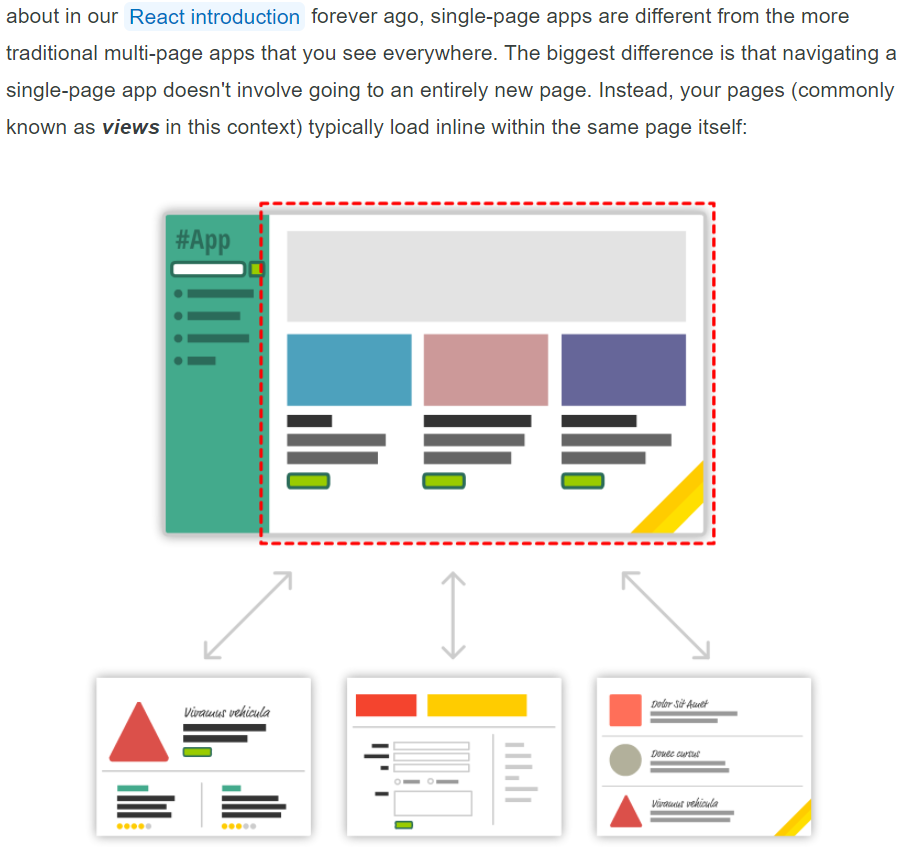 about in our React introduction forever ago, single-page apps are different from the more
traditional multi-page apps that you see everywhere. The biggest difference is that navigating a
single-page app doesn't involve going to an entirely new page. Instead, your pages (commonly
known as views in this context) typically load inline within the same page itself:
#App
Vivamus vehicula
Dolor Sit Amet
Donec cursus
Vivamus vehicula